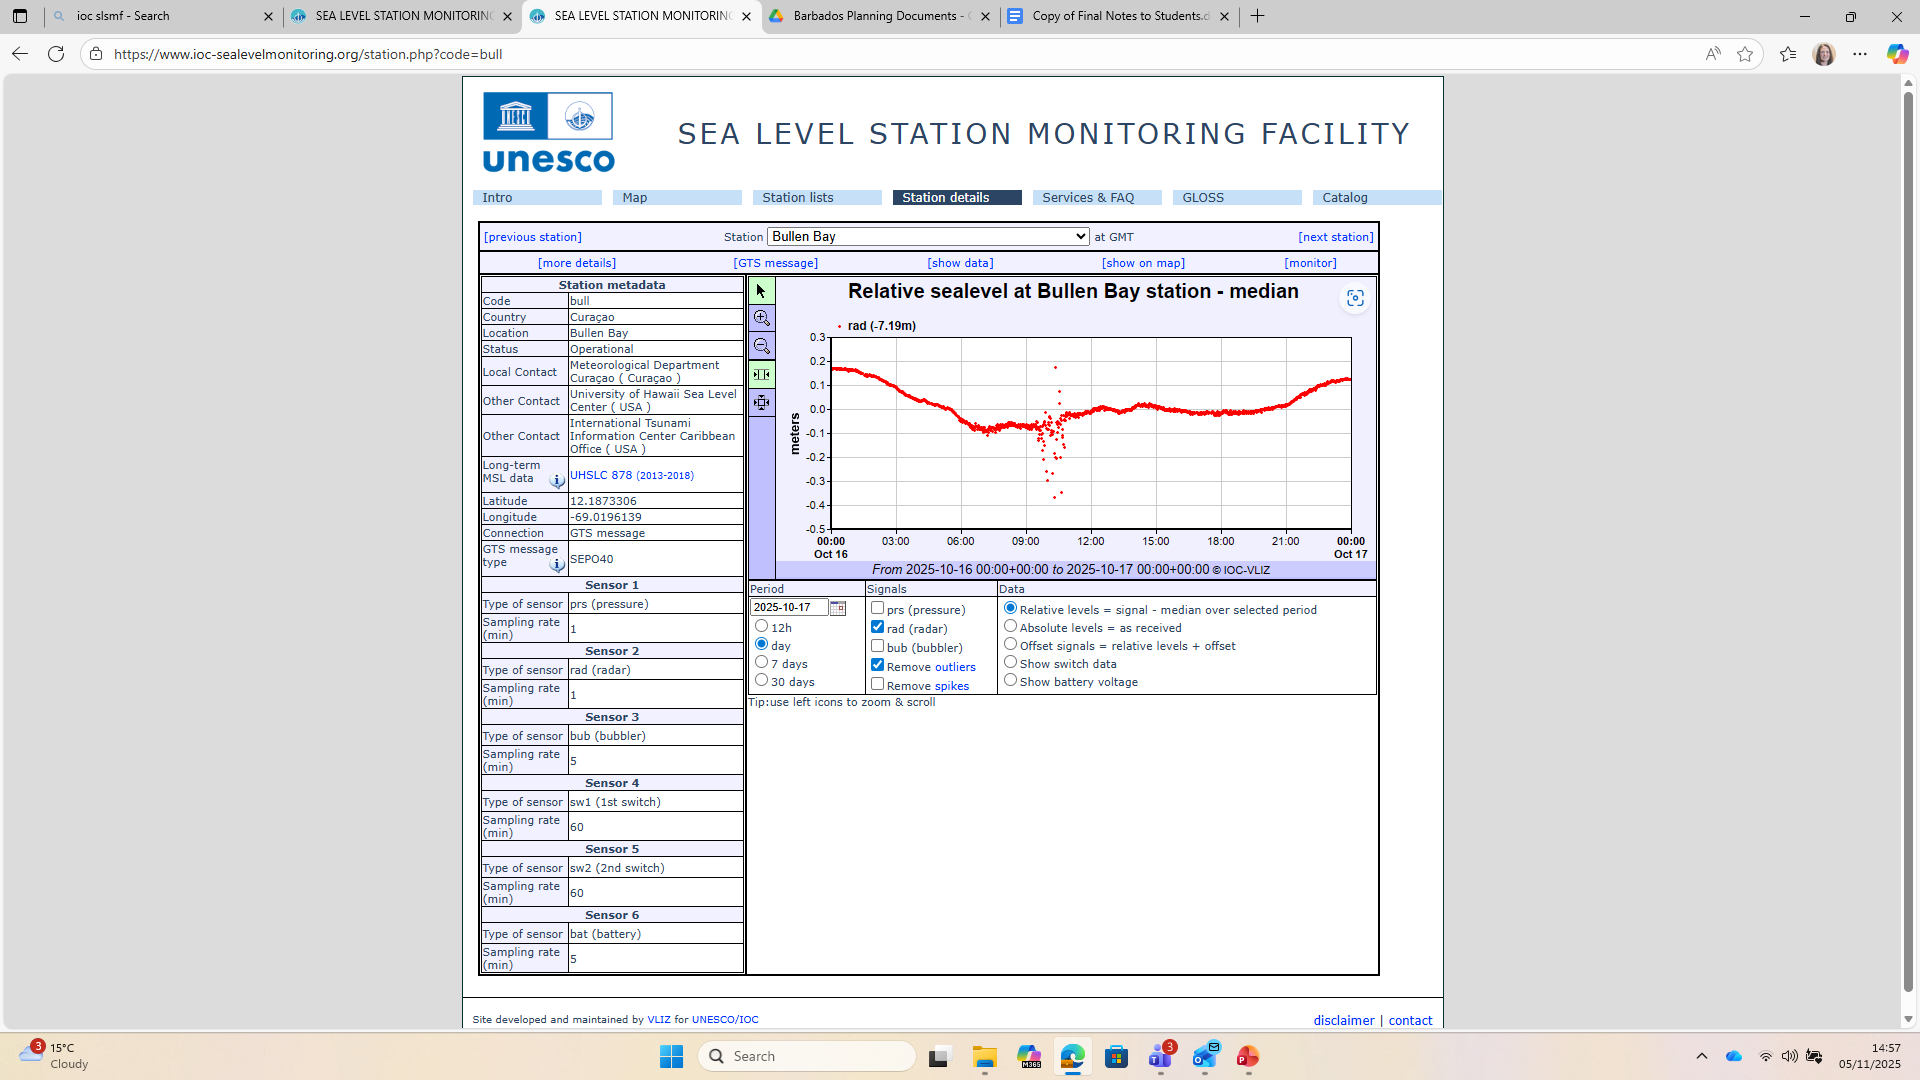 ioc slsmf - Search
SEA LEVEL STATION MONITORING
SEA LEVEL STATION MONITORING
Barbados Planning Documents -
Copy of Final Notes to Students.d
https://www.ioc-sealevelmonitoring.org/station.php?code=bull
unesco
SEA LEVEL STATION MONITORING FACILITY
Intro Map Station lists Station details Services & FAQ GLOSS Catalog
[previous station] Station Bullen Bay at GMT [next station]
[more details] [GTS message] [show data] [show on map] [monitor]
Station metadata
Code bull
Country Curaçao
Location Bullen Bay
Status Operational
Local Contact Meteorological Department
Curaçao ( Curaçao )
Other Contact University of Hawaii Sea Level
Center ( USA )
Other Contact International Tsunami
Information Center Caribbean
Office ( USA )
Long-term
MSL data UHSLC 878 (2013-2018)
Latitude 12.1873306
Longitude -69.0196139
Connection GTS message
GTS message
type SEPO40
Sensor 1
Type of sensor prs (pressure)
Sampling rate
(min) 1
Sensor 2
Type of sensor rad (radar)
Sampling rate
(min) 1
Sensor 3
Type of sensor bub (bubbler)
Sampling rate
(min) 5
Sensor 4
Type of sensor sw1 (1st switch)
Sampling rate
(min) 60
Sensor 5
Type of sensor sw2 (2nd switch)
Sampling rate
(min) 60
Sensor 6
Type of sensor bat (battery)
Sampling rate
(min) 5
Relative sealevel at Bullen Bay station - median
rad (-7.19m)
meters
0.3
0.2
0.1
0.0
-0.1
-0.2
-0.3
-0.4
-0.5
00:00 03:00 06:00 09:00 12:00 15:00 18:00 21:00 00:00
Oct 16 Oct 17
From 2025-10-16 00:00+00:00 to 2025-10-17 00:00+00:00 © IOC-VLIZ
Period Signals Data
2025-10-17
12h
day
7 days
30 days
prs (pressure)
rad (radar)
bub (bubbler)
Remove outliers
Remove spikes
Relative levels = signal - median over selected period
Absolute levels = as received
Offset signals = relative levels + offset
Show switch data
Show battery voltage
Tip:use left icons to zoom & scroll
Site developed and maintained by VLIZ for UNESCO/IOC
disclaimer | contact
3
15°C
Cloudy
Search
M365
3
14:57
05/11/2025